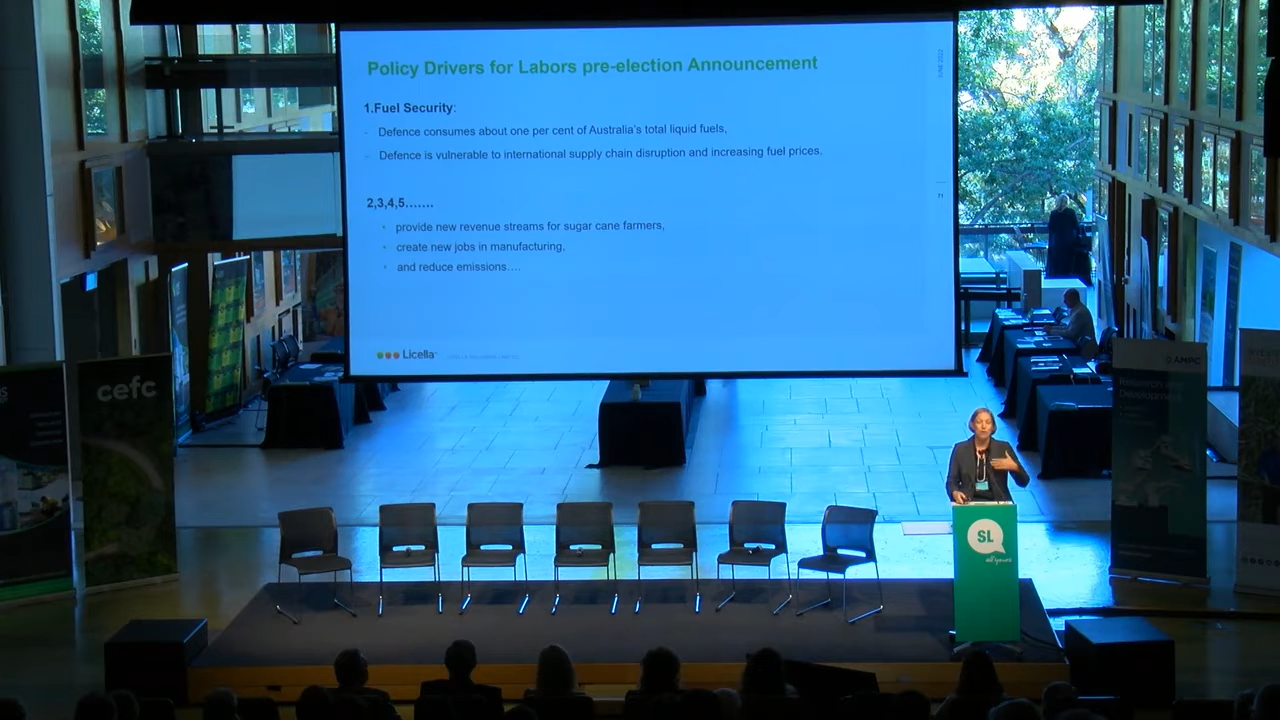 Policy Drivers for Labors pre-election Announcement
JUNE 2022
1.Fuel Security:
- Defence consumes about one per cent of Australia's total liquid fuels,
- Defence is vulnerable to international supply chain disruption and increasing fuel prices,
71
2,3,4,5.......
• provide new revenue streams for sugar cane farmers,
• create new jobs in manufacturing,
• and reduce emissions....
Licella
cefc
AMPC
Research and
Development
SL